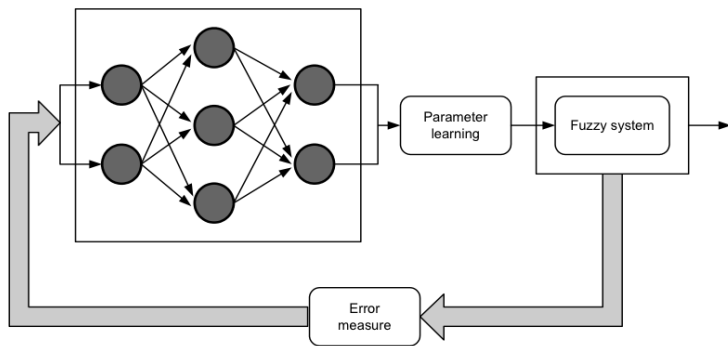 Parameter
learning
Fuzzy system
Error
measure